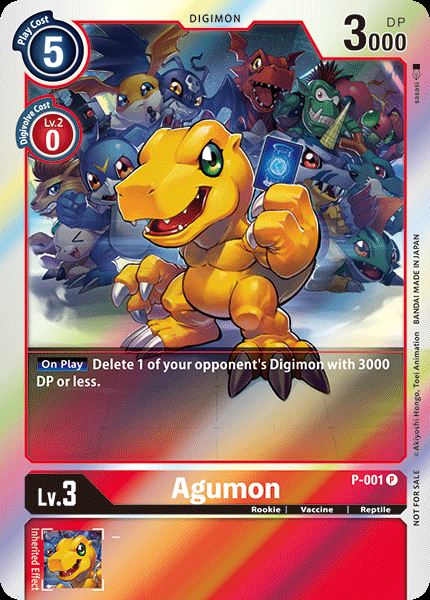 Play Cost
5
DIGIMON
DP
3000
Digivolve Cost
Lv.2
0
sasasi
On Play Delete 1 of your opponent's Digimon with 3000
DP or less.
©Akiyoshi Hongo, Toei Animation BANDAI MADE IN JAPAN
P-001 P
Lv.3
Agumon
Rookie | Vaccine | Reptile
NOT FOR SALE
Inherited Effect
–